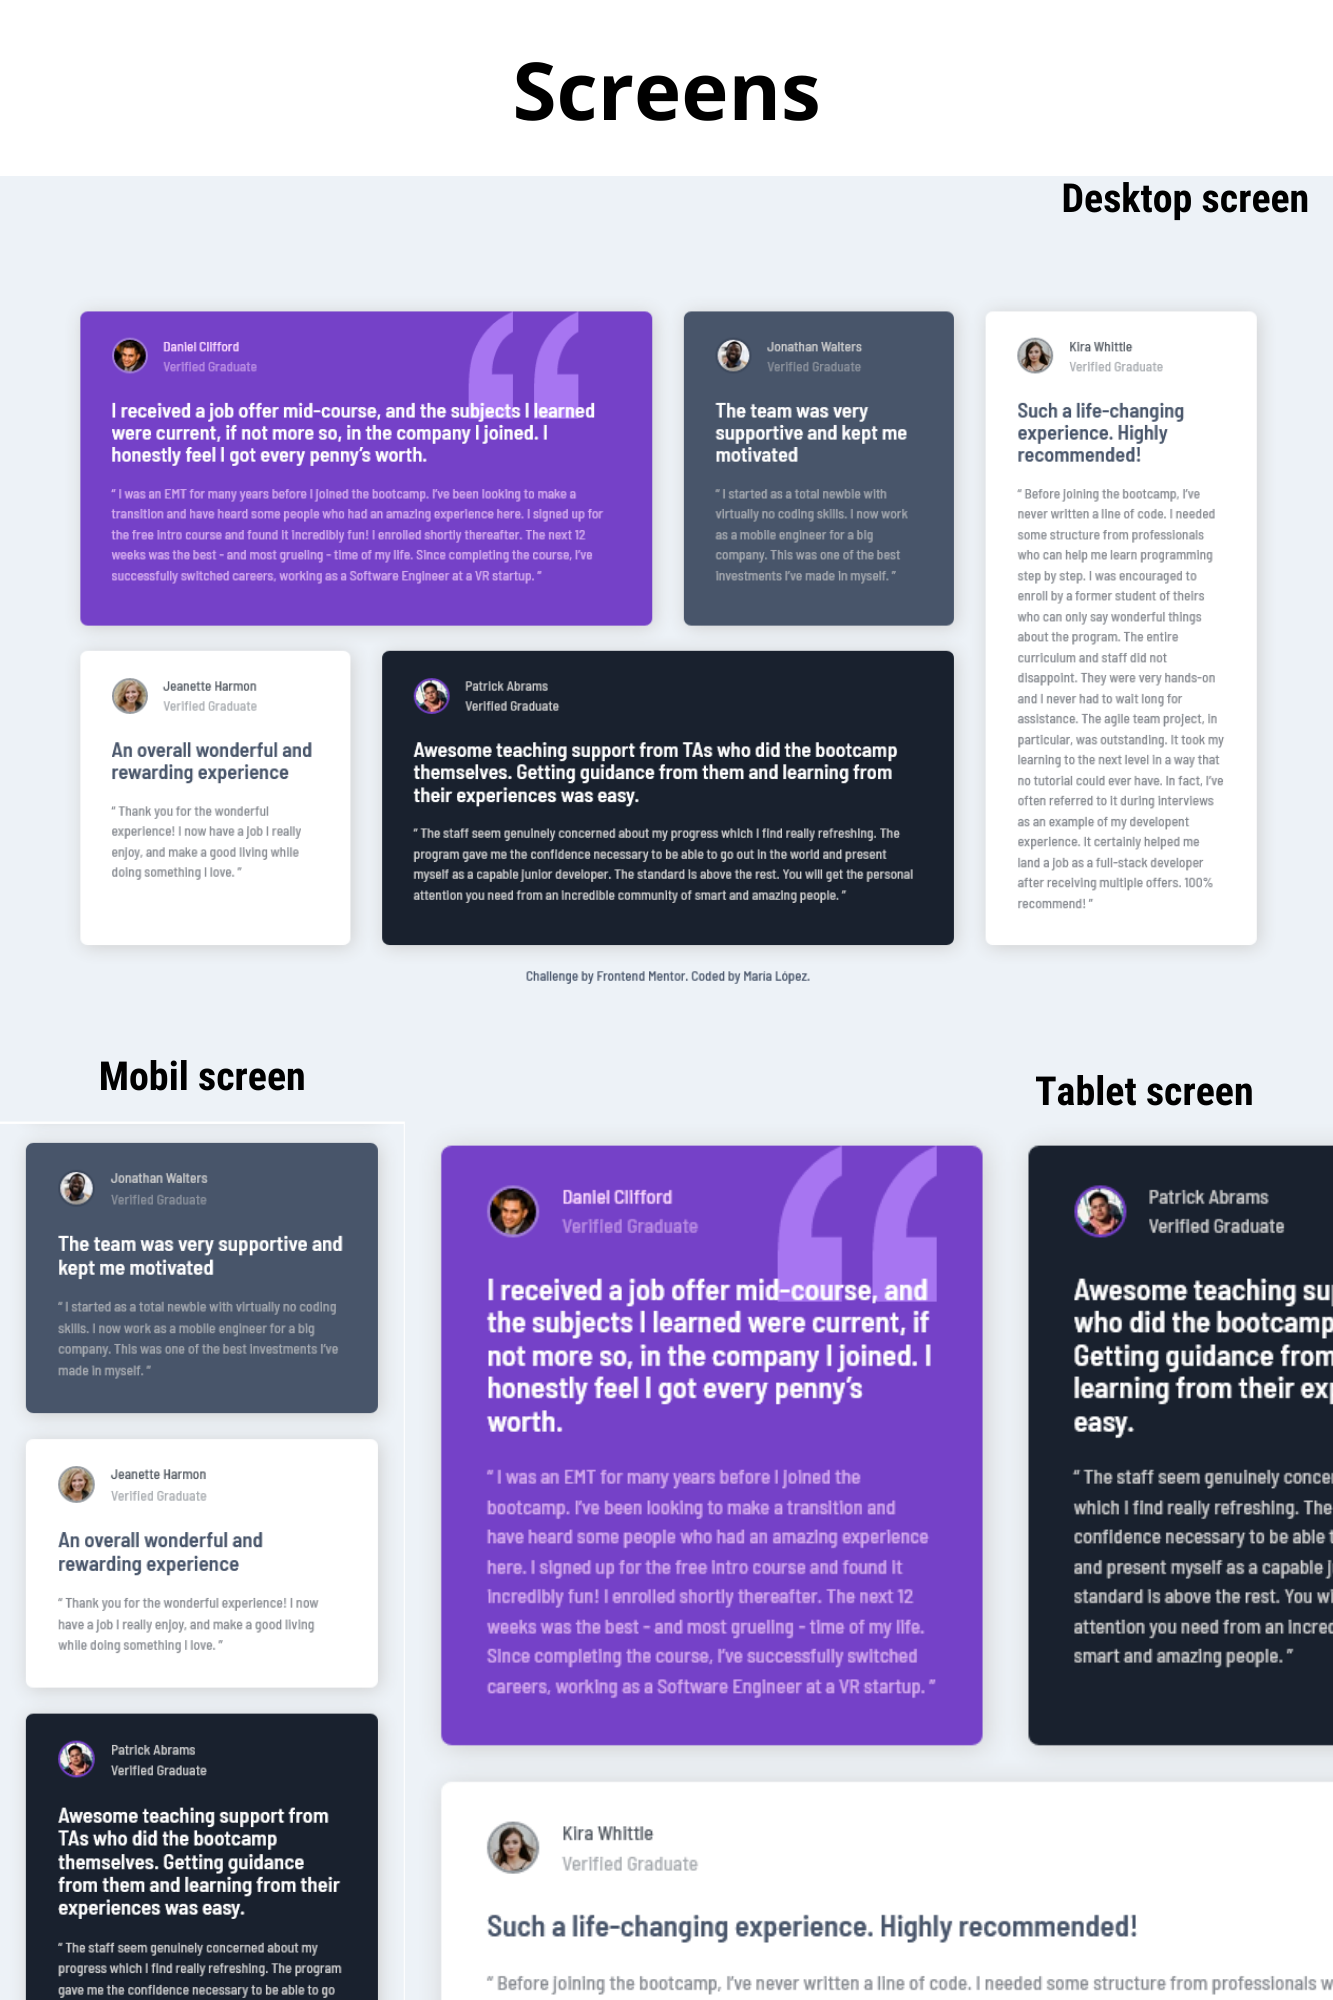 Screens
Desktop screen
Daniel Clifford
Verified Graduate
I received a job offer mid-course, and the subjects I learned
were current, if not more so, in the company I joined. I
honestly feel I got every penny’s worth.
“ I was an EMT for many years before I joined the bootcamp. I’ve been looking to make a
transition and have heard some people who had an amazing experience here. I signed up for
the free intro course and found it incredibly fun! I enrolled shortly thereafter. The next 12
weeks was the best - and most grueling - time of my life. Since completing the course, I’ve
successfully switched careers, working as a Software Engineer at a VR startup. ”
Jonathan Walters
Verified Graduate
The team was very
supportive and kept me
motivated
“ I started as a total newbie with
virtually no coding skills. I now work
as a mobile engineer for a big
company. This was one of the best
investments I’ve made in myself. ”
Kira Whittle
Verified Graduate
Such a life-changing
experience. Highly
recommended!
“ Before joining the bootcamp, I’ve
never written a line of code. I needed
some structure from professionals
who can help me learn programming
step by step. I was encouraged to
enroll by a former student of theirs
who can only say wonderful things
about the program. The entire
curriculum and staff did not
disappoint. They were very hands-on
and I never had to wait long for
assistance. The agile team project, in
particular, was outstanding. It took my
learning to the next level in a way that
no tutorial could ever have. In fact, I’ve
often referred to it during interviews
as an example of my developent
experience. It certainly helped me
land a job as a full-stack developer
after receiving multiple offers. 100%
recommend! ”
Jeanette Harmon
Verified Graduate
An overall wonderful and
rewarding experience
“ Thank you for the wonderful
experience! I now have a job I really
enjoy, and make a good living while
doing something I love. ”
Patrick Abrams
Verified Graduate
Awesome teaching support from TAs who did the bootcamp
themselves. Getting guidance from them and learning from
their experiences was easy.
“ The staff seem genuinely concerned about my progress which I find really refreshing. The
program gave me the confidence necessary to be able to go out in the world and present
myself as a capable junior developer. The standard is above the rest. You will get the personal
attention you need from an incredible community of smart and amazing people. ”
Challenge by Frontend Mentor. Coded by María López.
Mobil screen
Jonathan Walters
Verified Graduate
The team was very supportive and
kept me motivated
“ I started as a total newbie with virtually no coding
skills. I now work as a mobile engineer for a big
company. This was one of the best investments I’ve
made in myself. ”
Jeanette Harmon
Verified Graduate
An overall wonderful and
rewarding experience
“ Thank you for the wonderful experience! I now
have a job I really enjoy, and make a good living
while doing something I love. ”
Patrick Abrams
Verified Graduate
Awesome teaching support from
TAs who did the bootcamp
themselves. Getting guidance
from them and learning from their
experiences was easy.
“ The staff seem genuinely concerned about my
progress which I find really refreshing. The program
gave me the confidence necessary to be able to go
Tablet screen
Daniel Clifford
Verified Graduate
I received a job offer mid-course, and
the subjects I learned were current, if
not more so, in the company I joined. I
honestly feel I got every penny’s
worth.
“ I was an EMT for many years before I joined the
bootcamp. I’ve been looking to make a transition and
have heard some people who had an amazing experience
here. I signed up for the free intro course and found it
incredibly fun! I enrolled shortly thereafter. The next 12
weeks was the best - and most grueling - time of my life.
Since completing the course, I’ve successfully switched
careers, working as a Software Engineer at a VR startup. ”
Patrick Abrams
Verified Graduate
Awesome teaching
who did the bootcamp
Getting guidance from
learning from their
easy.
“ The staff seem genuinely
which I find really refreshing. The
confidence necessary to be able
and present myself as a capable
standard is above the rest. You
attention you need from an
smart and amazing people. ”
Kira Whittle
Verified Graduate
Such a life-changing experience. Highly recommended!
“ Before joining the bootcamp, I’ve never written a line of code. I needed some structure from professionals